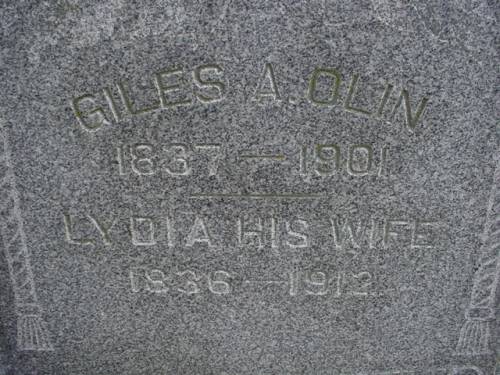 GILES A. OLIN
1837 — 1901
LYDIA HIS WIFE
1836 — 1912